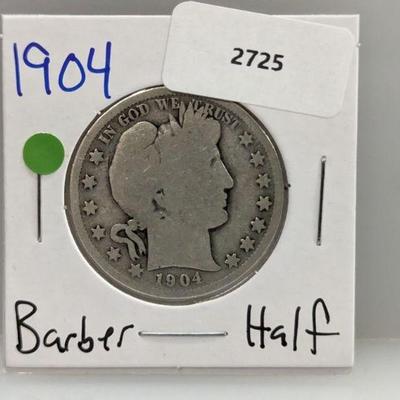 1904
2725
IN GOD WE TRUST
1904
Barber — Half